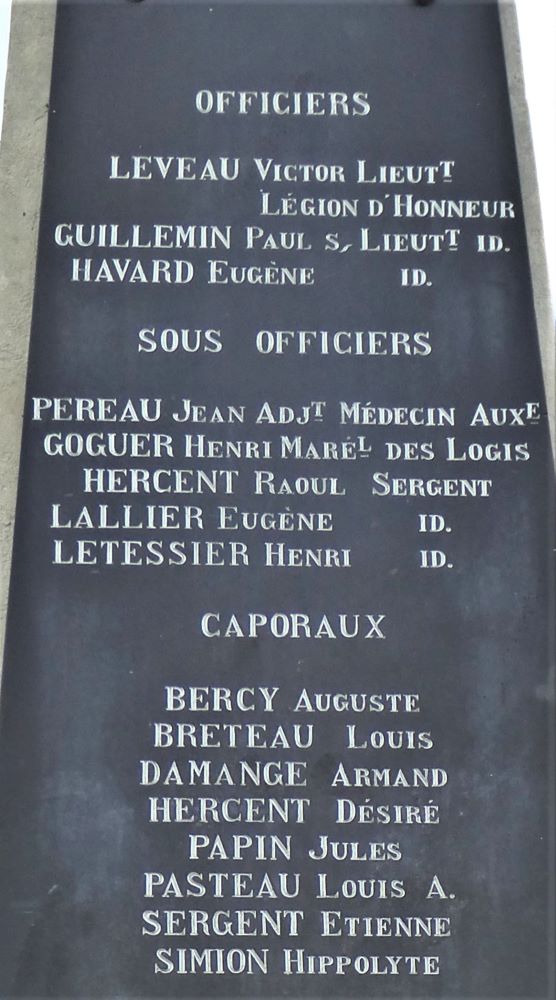 OFFICIERS
LEVEAU VICTOR LIEUTT
LÉGION D'HONNEUR
GUILLEMIN PAUL S/LIEUTT ID.
HAVARD EUGÈNE ID.
SOUS OFFICIERS
PEREAU JEAN ADJT MÉDECIN AUXE
GOGUER HENRI MARÉL DES LOGIS
HERCENT RAOUL SERGENT
LALLIER EUGÈNE ID.
LETESSIER HENRI ID.
CAPORAUX
BERCY AUGUSTE
BRETEAU LOUIS
DAMANGE ARMAND
HERCENT DÉSIRÉ
PAPIN JULES
PASTEAU LOUIS A.
SERGENT ETIENNE
SIMION HIPPOLYTE